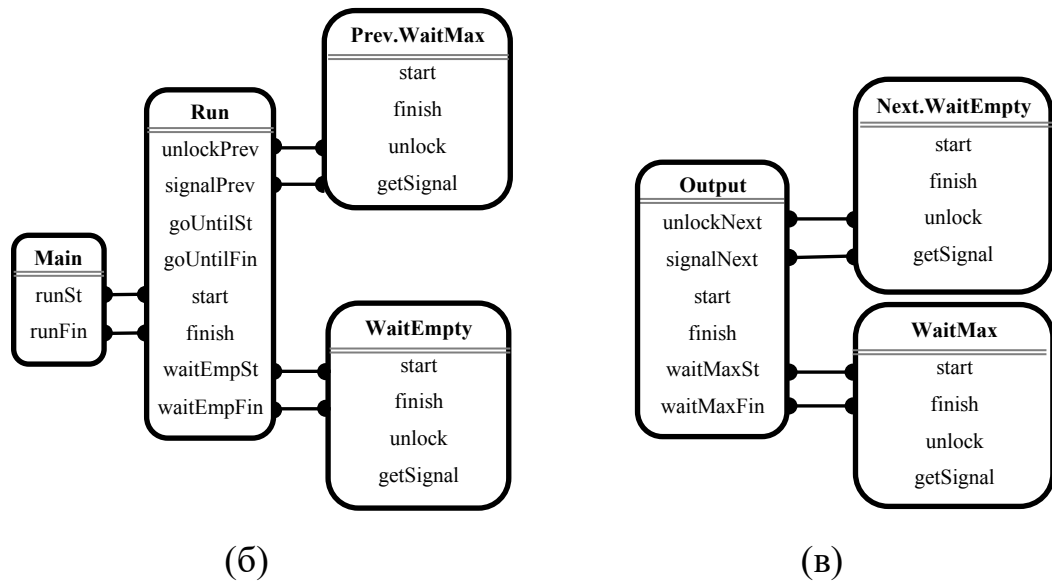 Prev.WaitMax
start
finish
unlock
getSignal
Run
unlockPrev
signalPrev
goUntilSt
goUntilFin
start
finish
waitEmpSt
waitEmpFin
Main
runSt
runFin
WaitEmpty
start
finish
unlock
getSignal
(б)
Next.WaitEmpty
start
finish
unlock
getSignal
Output
unlockNext
signalNext
start
finish
waitMaxSt
waitMaxFin
WaitMax
start
finish
unlock
getSignal
(в)